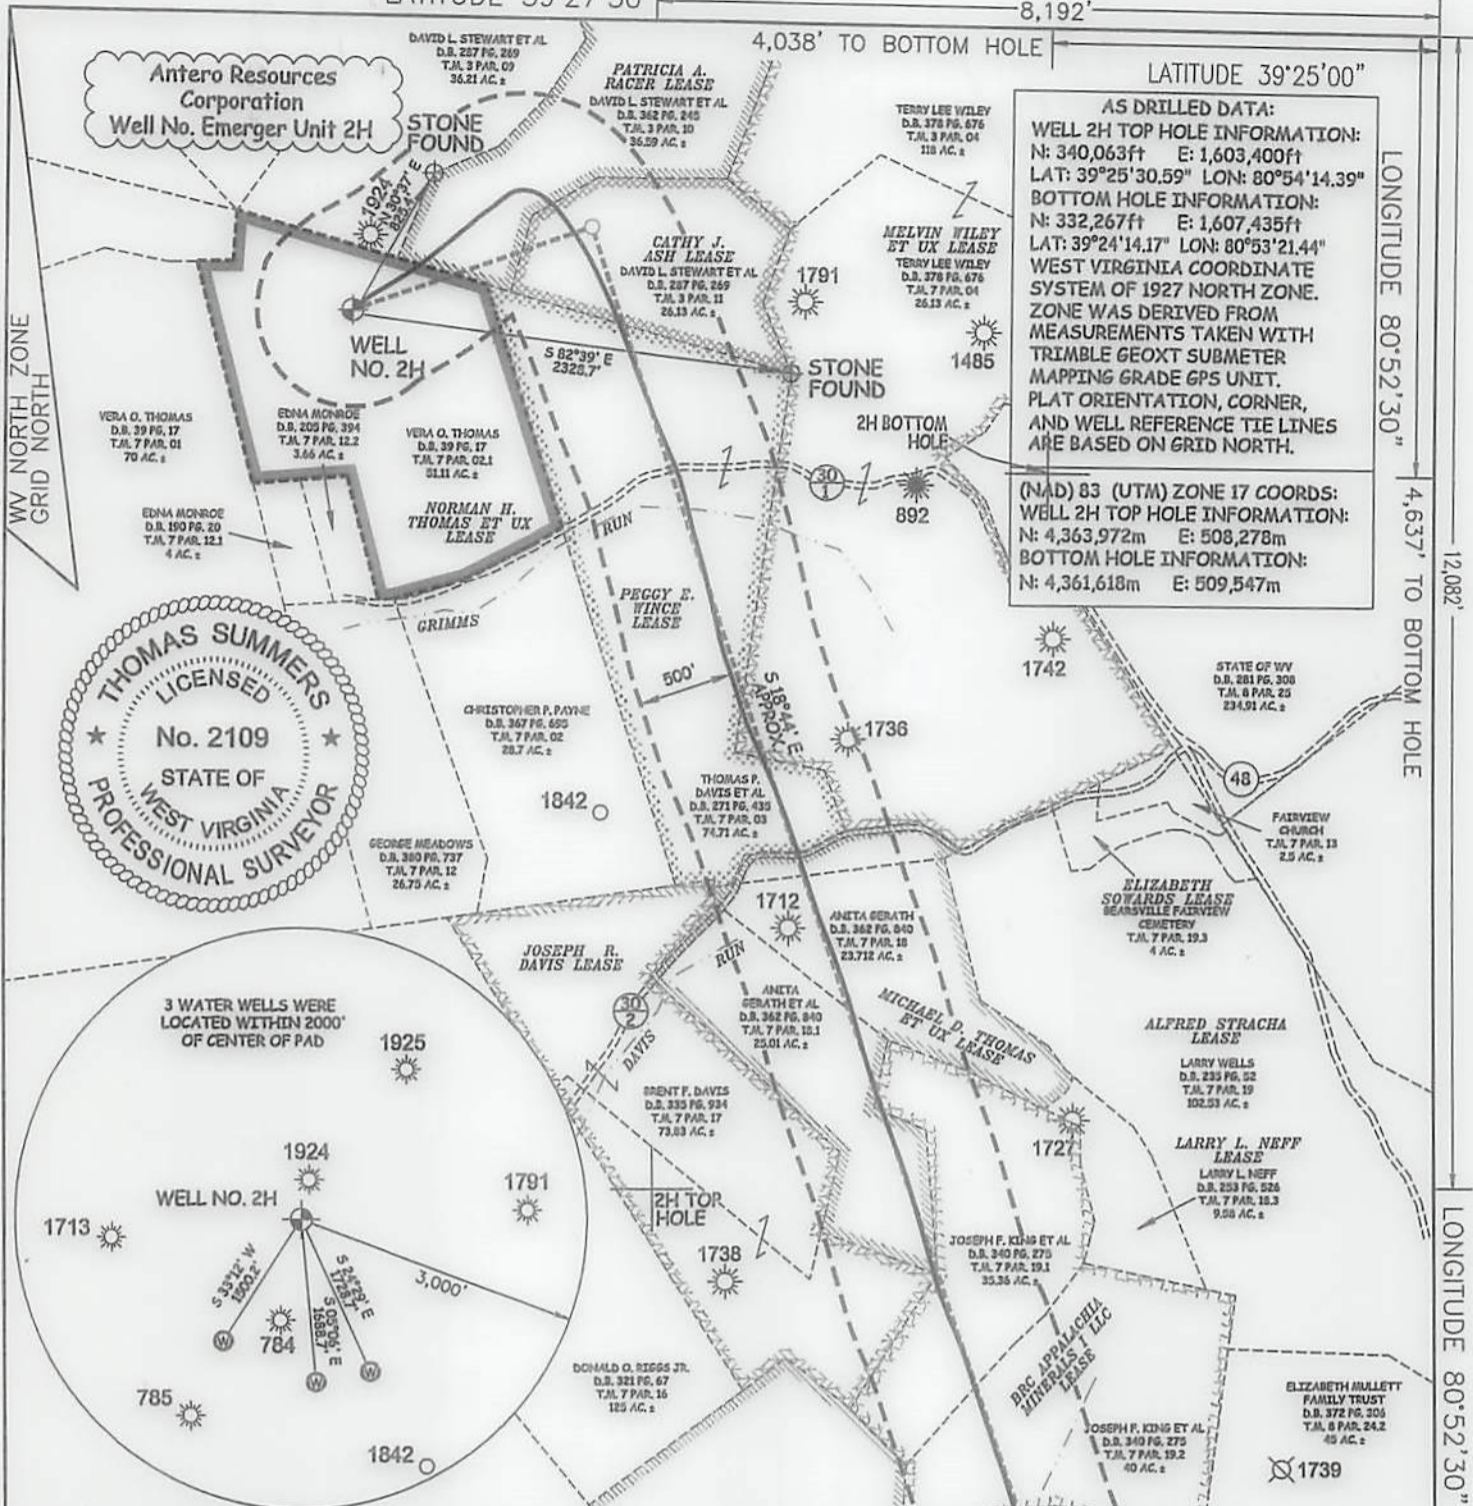 LATITUDE 39°27'30"
8,192'
4,038' TO BOTTOM HOLE
LATITUDE 39°25'00"
Antero Resources
Corporation
Well No. Emerger Unit 2H
DAVID L. STEWART ET AL
D.B. 287 PG. 269
T.M. 3 PAR. 09
36.21 AC. ±
STONE
FOUND
PATRICIA A.
RACER LEASE
DAVID L. STEWART ET AL
D.B. 362 PG. 245
T.M. 3 PAR. 10
36.59 AC. ±
TERRY LEE WILEY
D.B. 378 PG. 676
T.M. 3 PAR. 04
118 AC. ±
AS DRILLED DATA:
WELL 2H TOP HOLE INFORMATION:
N: 340,063ft E: 1,603,400ft
LAT: 39°25'30.59" LON: 80°54'14.39"
BOTTOM HOLE INFORMATION:
N: 332,267ft E: 1,607,435ft
LAT: 39°24'14.17" LON: 80°53'21.44"
WEST VIRGINIA COORDINATE
SYSTEM OF 1927 NORTH ZONE.
ZONE WAS DERIVED FROM
MEASUREMENTS TAKEN WITH
TRIMBLE GEOXT SUBMETER
MAPPING GRADE GPS UNIT.
PLAT ORIENTATION, CORNER,
AND WELL REFERENCE TIE LINES
ARE BASED ON GRID NORTH.
(NAD) 83 (UTM) ZONE 17 COORDS:
WELL 2H TOP HOLE INFORMATION:
N: 4,363,972m E: 508,278m
BOTTOM HOLE INFORMATION:
N: 4,361,618m E: 509,547m
LONGITUDE 80°52'30"
4,637' TO BOTTOM HOLE
12,082'
LONGITUDE 80°52'30"
WV NORTH ZONE
GRID NORTH
1924
N 30°37' E
825.4'
WELL
NO. 2H
CATHY J.
ASH LEASE
DAVID L. STEWART ET AL
D.B. 287 PG. 269
T.M. 3 PAR. 11
26.13 AC. ±
MELVIN WILEY
ET UX LEASE
TERRY LEE WILEY
D.B. 378 PG. 676
T.M. 7 PAR. 04
26.13 AC. ±
1791
1485
S 82°39' E
2328.7'
STONE
FOUND
2H BOTTOM
HOLE
VERA O. THOMAS
D.B. 39 PG. 17
T.M. 7 PAR. 01
70 AC. ±
EDNA MONROE
D.B. 205 PG. 394
T.M. 7 PAR. 12.2
3.66 AC. ±
VERA O. THOMAS
D.B. 39 PG. 17
T.M. 7 PAR. 02.1
51.11 AC. ±
NORMAN H.
THOMAS ET UX
LEASE
EDNA MONROE
D.B. 190 PG. 20
T.M. 7 PAR. 12.1
4 AC. ±
30
1
892
RUN
GRIMMS
PEGGY E.
WINCE
LEASE
500'
S 18°44' E
APPROX.
1742
STATE OF WV
D.B. 281 PG. 308
T.M. 8 PAR. 25
234.91 AC. ±
THOMAS SUMMERS
LICENSED
No. 2109
STATE OF
WEST VIRGINIA
PROFESSIONAL SURVEYOR
CHRISTOPHER P. PAYNE
D.B. 367 PG. 695
T.M. 7 PAR. 02
28.7 AC. ±
1736
48
THOMAS P.
DAVIS ET AL
D.B. 271 PG. 435
T.M. 7 PAR. 03
74.71 AC. ±
1842
FAIRVIEW
CHURCH
T.M. 7 PAR. 13
2.5 AC. ±
GEORGE MEADOWS
D.B. 380 PG. 737
T.M. 7 PAR. 12
26.75 AC. ±
ELIZABETH
SOWARDS LEASE
BEARSVILLE FAIRVIEW
CEMETERY
T.M. 7 PAR. 19.3
4 AC. ±
1712
ANITA GERATH
D.B. 362 PG. 840
T.M. 7 PAR. 18
23.712 AC. ±
JOSEPH R.
DAVIS LEASE
RUN
DAVIS
30
2
ANITA
GERATH ET AL
D.B. 362 PG. 840
T.M. 7 PAR. 18.1
25.01 AC. ±
MICHAEL D. THOMAS
ET UX LEASE
ALFRED STRACHA
LEASE
LARRY WELLS
D.B. 235 PG. 52
T.M. 7 PAR. 19
102.53 AC. ±
BRENT F. DAVIS
D.B. 335 PG. 934
T.M. 7 PAR. 17
73.83 AC. ±
1727
LARRY L. NEFF
LEASE
LARRY L. NEFF
D.B. 253 PG. 526
T.M. 7 PAR. 18.3
9.58 AC. ±
3 WATER WELLS WERE
LOCATED WITHIN 2000'
OF CENTER OF PAD
1925
1924
WELL NO. 2H
1791
1713
3,000'
S 33°12' W
1500.2'
S 24°29' E
1728.7'
S 05°06' E
1688.7'
784
W
W
W
785
1842
2H TOP
HOLE
1738
JOSEPH F. KING ET AL
D.B. 340 PG. 275
T.M. 7 PAR. 19.1
35.36 AC. ±
BRC APPALACHIA
MINERALS I LLC
LEASE
DONALD O. RIGGS JR.
D.B. 321 PG. 67
T.M. 7 PAR. 16
125 AC. ±
JOSEPH F. KING ET AL
D.B. 340 PG. 275
T.M. 7 PAR. 19.2
40 AC. ±
ELIZABETH MULLETT
FAMILY TRUST
D.B. 372 PG. 306
T.M. 8 PAR. 24.2
45 AC. ±
1739